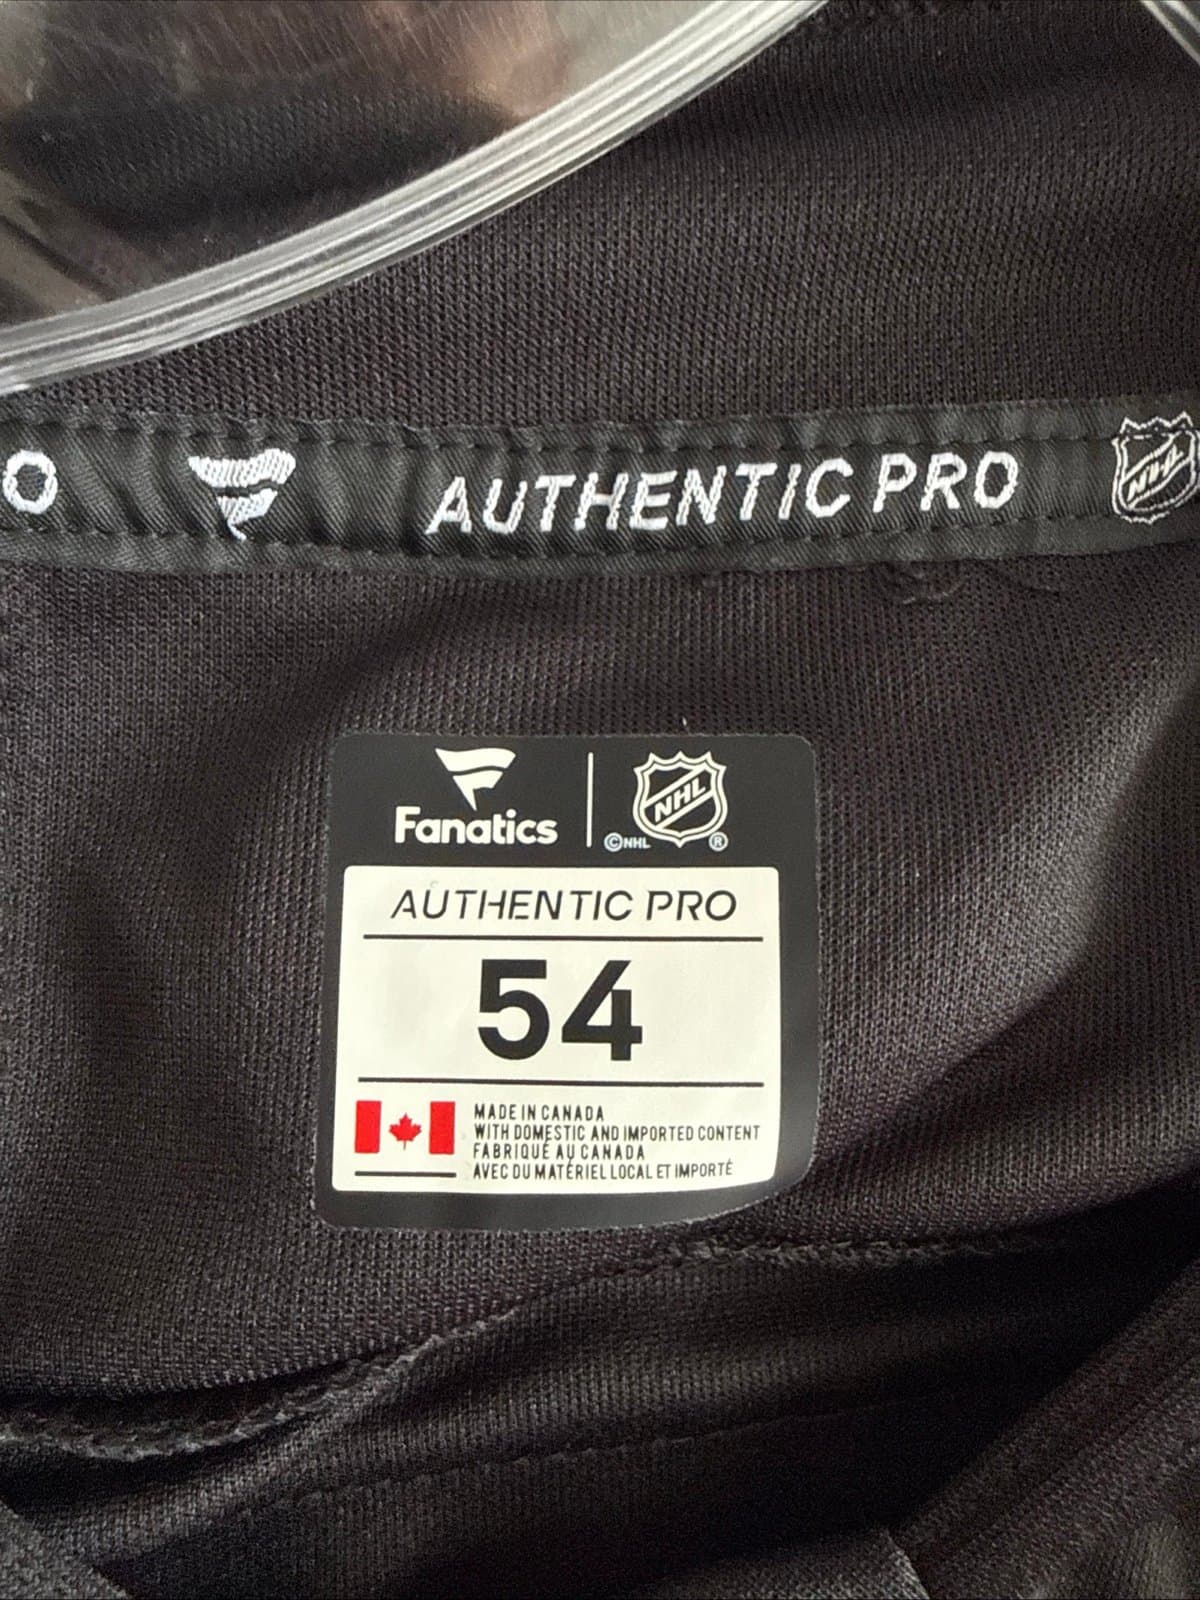 O AUTHENTIC PRO NHL
Fanatics NHL
©NHL ®
AUTHENTIC PRO
54
MADE IN CANADA
WITH DOMESTIC AND IMPORTED CONTENT
FABRIQUÉ AU CANADA
AVEC DU MATÉRIEL LOCAL ET IMPORTÉ